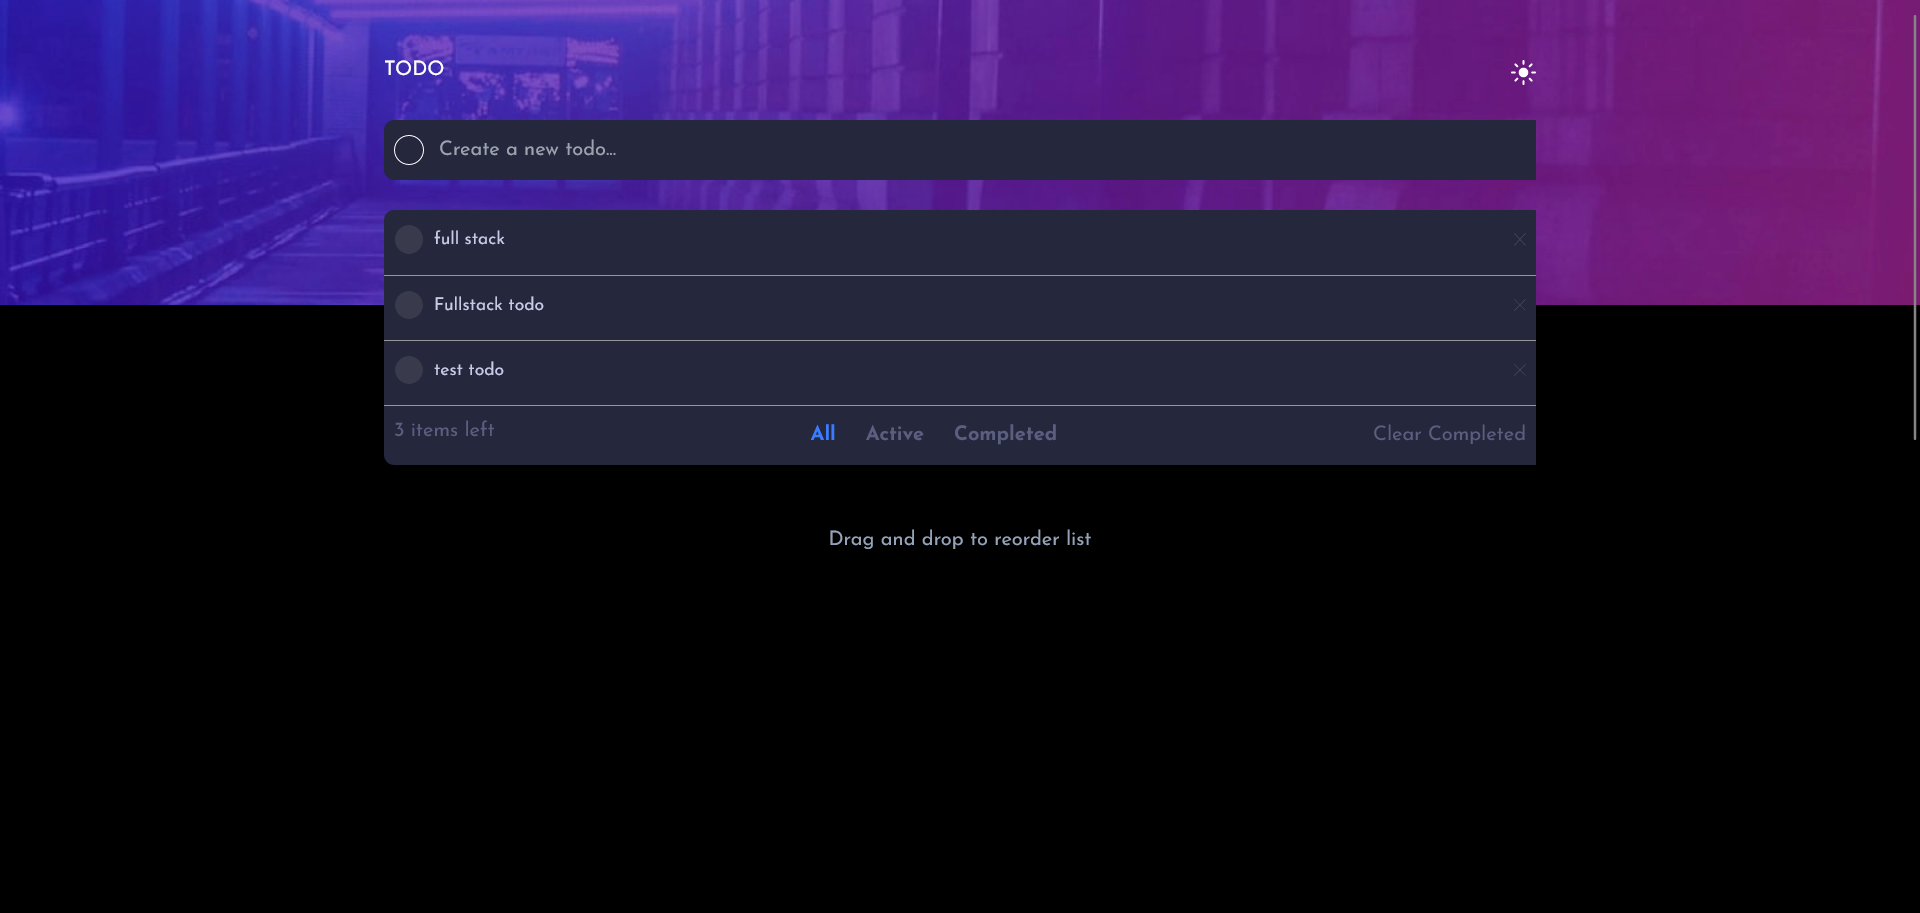 TODO
Create a new todo...
full stack
Fullstack todo
test todo
3 items left All Active Completed Clear Completed
Drag and drop to reorder list